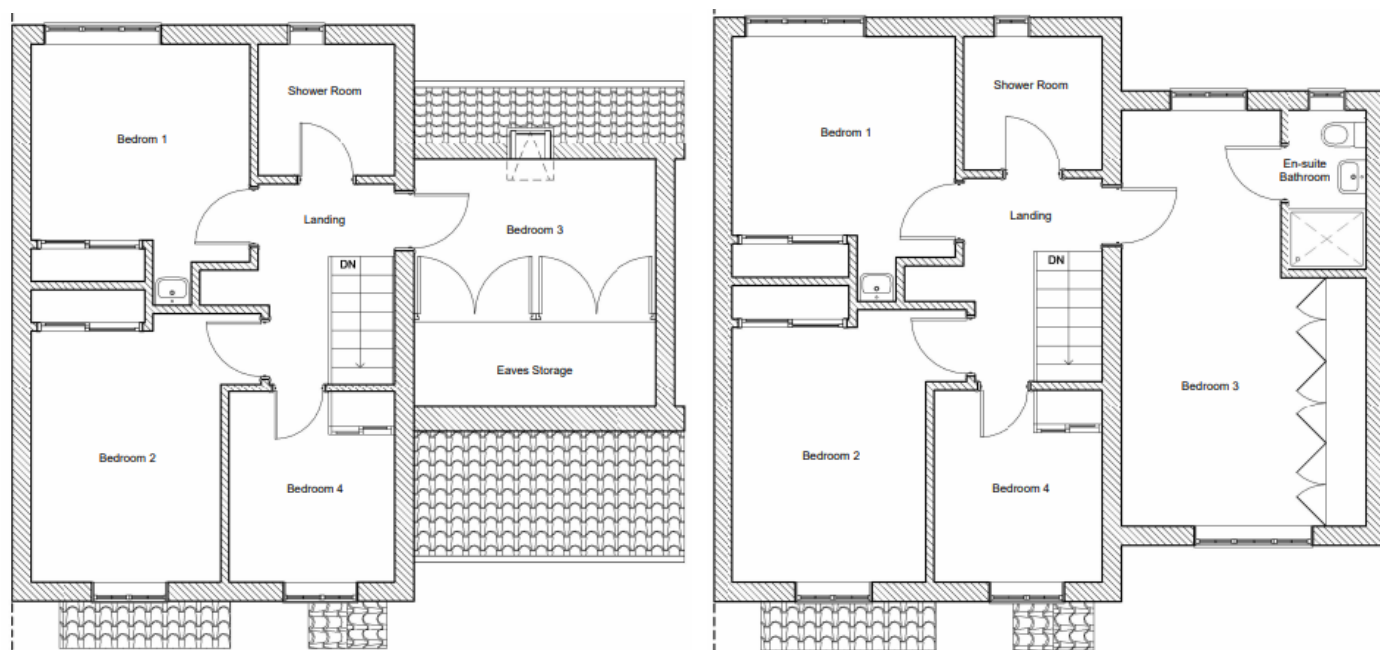 Shower Room
Bedrom 1
Landing
Bedroom 3
DN
Eaves Storage
Bedroom 2
Bedroom 4
Shower Room
Bedrom 1
En-suite
Bathroom
Landing
DN
Bedroom 3
Bedroom 2
Bedroom 4